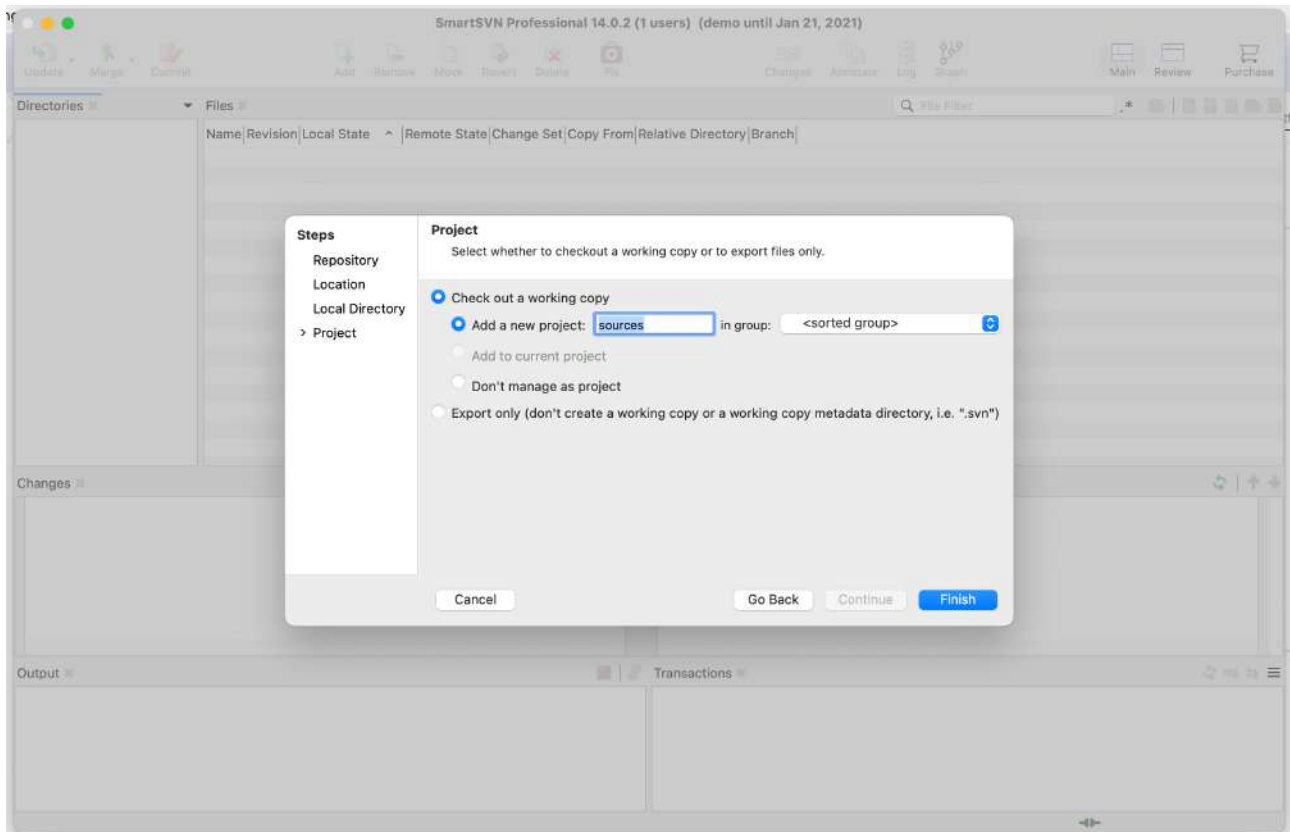 SmartSVN Professional 14.0.2 (1 users) (demo until Jan 21, 2021)
Update Merge Commit Add Remove Move Revert Delete Changes Annotate Log Graph Main Review Purchase
Directories Files File Filter .*
Name Revision Local State Remote State Change Set Copy From Relative Directory Branch
Steps
Repository
Location
Local Directory
> Project
Project
Select whether to checkout a working copy or to export files only.
Check out a working copy
Add a new project: sources in group: <sorted group>
Add to current project
Don't manage as project
Export only (don't create a working copy or a working copy metadata directory, i.e. ".svn")
Cancel Go Back Continue Finish
Changes
Output Transactions